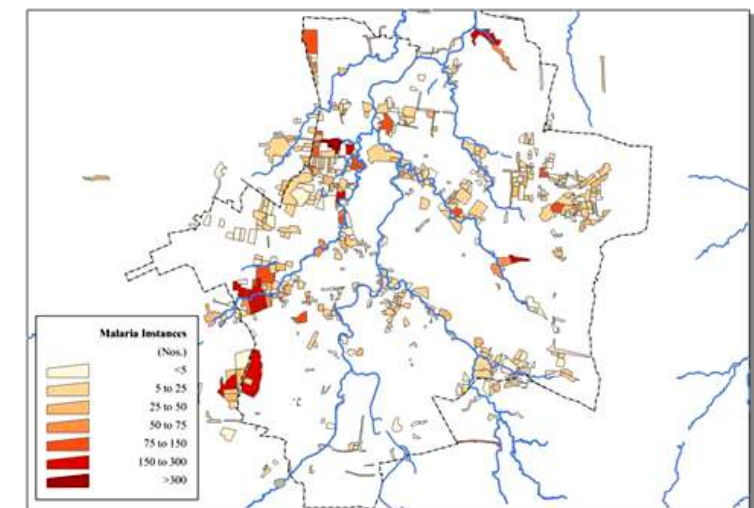 Malaria Instances
(Nos.)
<5
5 to 25
25 to 50
50 to 75
75 to 150
150 to 300
>300